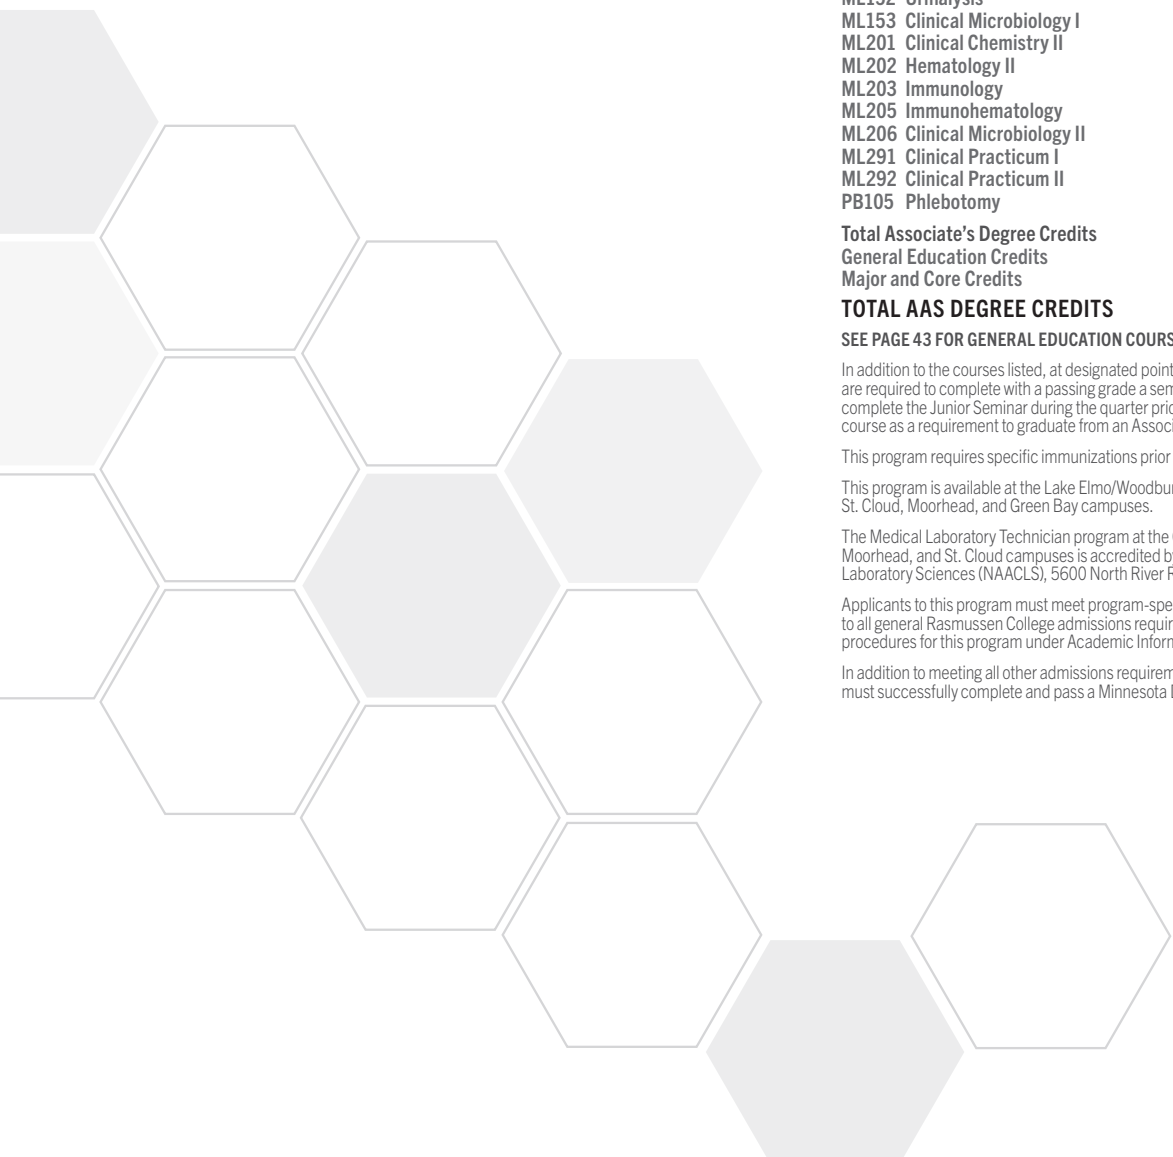 ML152 Urinalysis
ML153 Clinical Microbiology I
ML201 Clinical Chemistry II
ML202 Hematology II
ML203 Immunology
ML205 Immunohematology
ML206 Clinical Microbiology II
ML291 Clinical Practicum I
ML292 Clinical Practicum II
PB105 Phlebotomy
Total Associate’s Degree Credits
General Education Credits
Major and Core Credits
TOTAL AAS DEGREE CREDITS
SEE PAGE 43 FOR GENERAL EDUCATION COURS
In addition to the courses listed, at designated point
are required to complete with a passing grade a sem
complete the Junior Seminar during the quarter prio
course as a requirement to graduate from an Associ
This program requires specific immunizations prior
This program is available at the Lake Elmo/Woodbu
St. Cloud, Moorhead, and Green Bay campuses.
The Medical Laboratory Technician program at the
Moorhead, and St. Cloud campuses is accredited by
Laboratory Sciences (NAACLS), 5600 North River R
Applicants to this program must meet program-spe
to all general Rasmussen College admissions requir
procedures for this program under Academic Inform
In addition to meeting all other admissions requirem
must successfully complete and pass a Minnesota